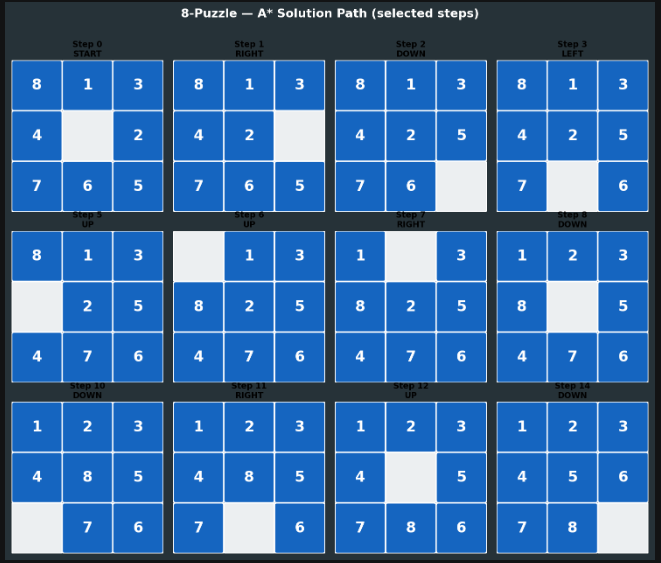 8-Puzzle — A* Solution Path (selected steps)
Step 0 Step 1 Step 2 Step 3
START RIGHT DOWN LEFT
8 1 3 8 1 3 8 1 3 8 1 3
4 2 4 2 4 2 5 4 2 5
7 6 5 7 6 5 7 6 7 6
Step 5 Step 6 Step 7 Step 8
UP UP RIGHT DOWN
8 1 3 1 3 1 3 1 2 3
2 5 8 2 5 8 2 5 8 5
4 7 6 4 7 6 4 7 6 4 7 6
Step 10 Step 11 Step 12 Step 14
DOWN RIGHT UP DOWN
1 2 3 1 2 3 1 2 3 1 2 3
4 8 5 4 8 5 4 5 4 5 6
7 6 7 6 7 8 6 7 8